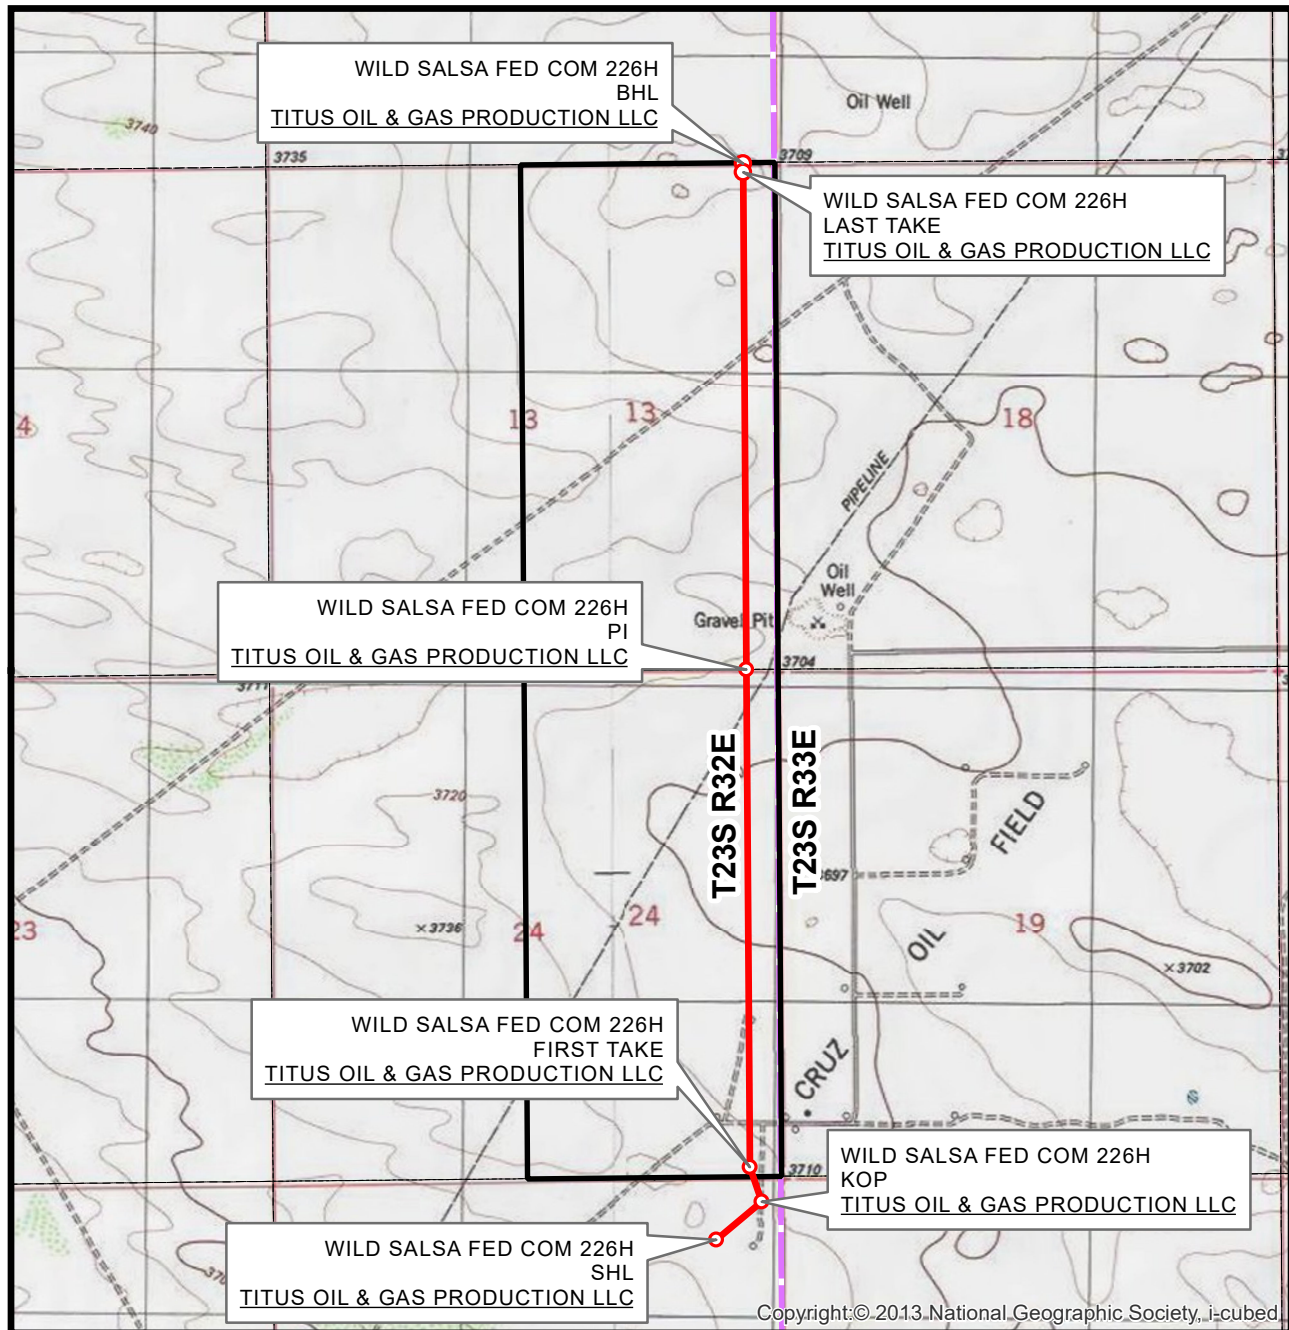 WILD SALSA FED COM 226H
BHL
TITUS OIL & GAS PRODUCTION LLC
Oil Well
3740
3735
3709
WILD SALSA FED COM 226H
LAST TAKE
TITUS OIL & GAS PRODUCTION LLC
13
13
18
4
PIPELINE
Oil
Well
Gravel Pit
WILD SALSA FED COM 226H
PI
TITUS OIL & GAS PRODUCTION LLC
3704
3711
T23S R32E
T23S R33E
3720
FIELD
3697
23
3736
24
24
19
OIL
3702
WILD SALSA FED COM 226H
FIRST TAKE
TITUS OIL & GAS PRODUCTION LLC
CRUZ
3710
WILD SALSA FED COM 226H
KOP
TITUS OIL & GAS PRODUCTION LLC
WILD SALSA FED COM 226H
SHL
TITUS OIL & GAS PRODUCTION LLC
Copyright:© 2013 National Geographic Society, i-cubed